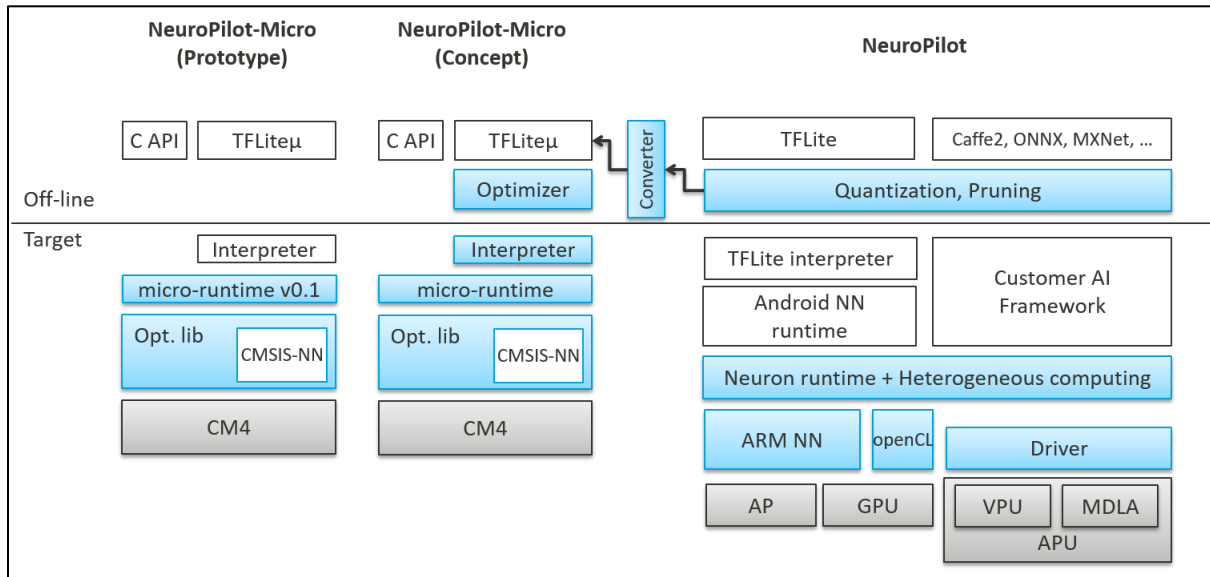 NeuroPilot-Micro
(Prototype)
NeuroPilot-Micro
(Concept)
NeuroPilot
C API
TFLiteµ
C API
TFLiteµ
Converter
TFLite
Caffe2, ONNX, MXNet, ...
Optimizer
Quantization, Pruning
Off-line
Target
Interpreter
Interpreter
TFLite interpreter
Customer AI
Framework
micro-runtime v0.1
micro-runtime
Android NN
runtime
Opt. lib
CMSIS-NN
Opt. lib
CMSIS-NN
Neuron runtime + Heterogeneous computing
CM4
CM4
ARM NN
openCL
Driver
AP
GPU
VPU
MDLA
APU